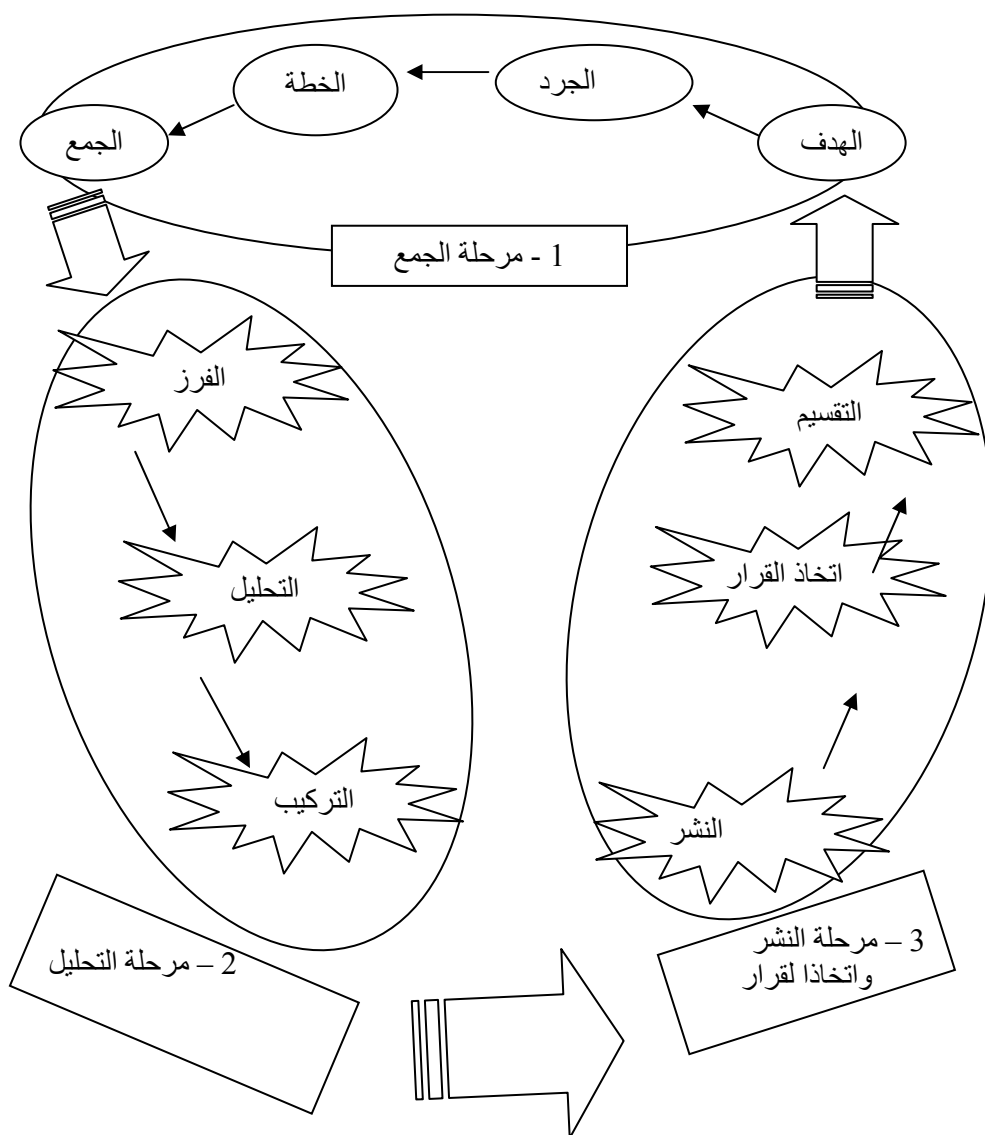 الهدف
الجرد
الخطة
الجمع
1 - مرحلة الجمع
الفرز
التحليل
التركيب
2 – مرحلة التحليل
النشر
اتخاذ القرار
التقسيم
3 – مرحلة النشر
واتخاذا لقرار